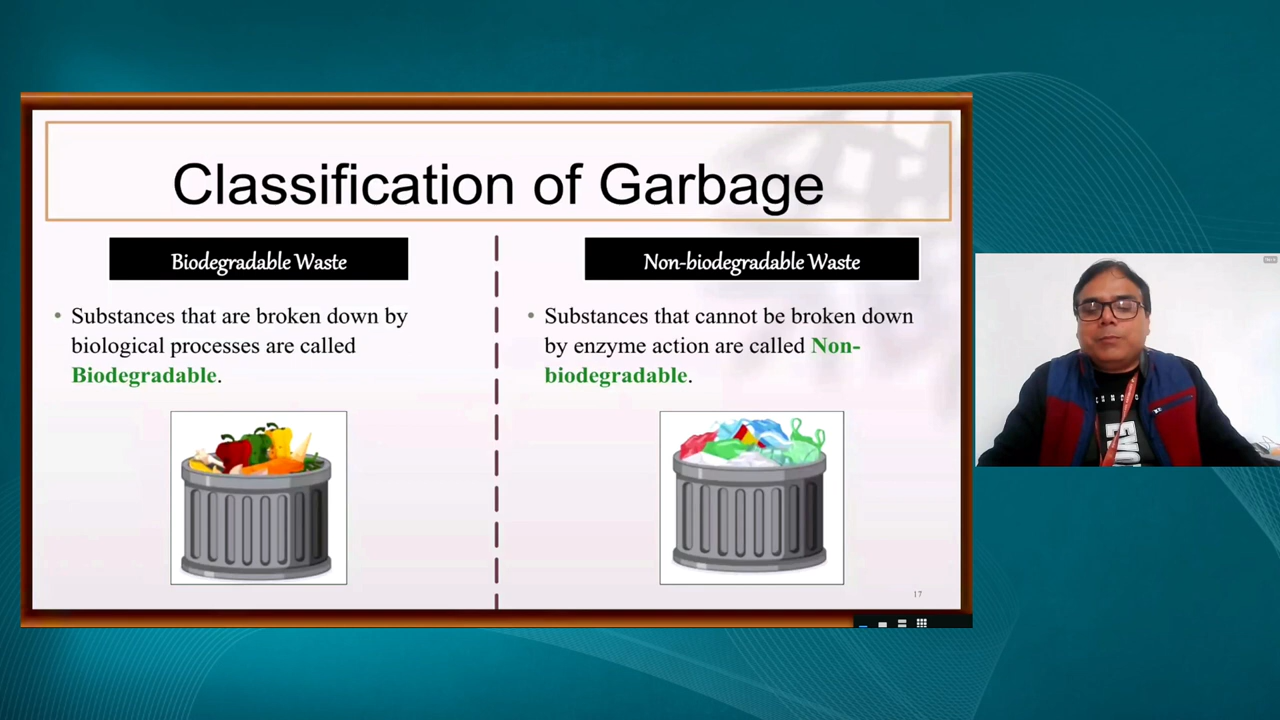 Classification of Garbage
Biodegradable Waste
• Substances that are broken down by
biological processes are called
Biodegradable.
Non-biodegradable Waste
• Substances that cannot be broken down
by enzyme action are called Non-
biodegradable.
17